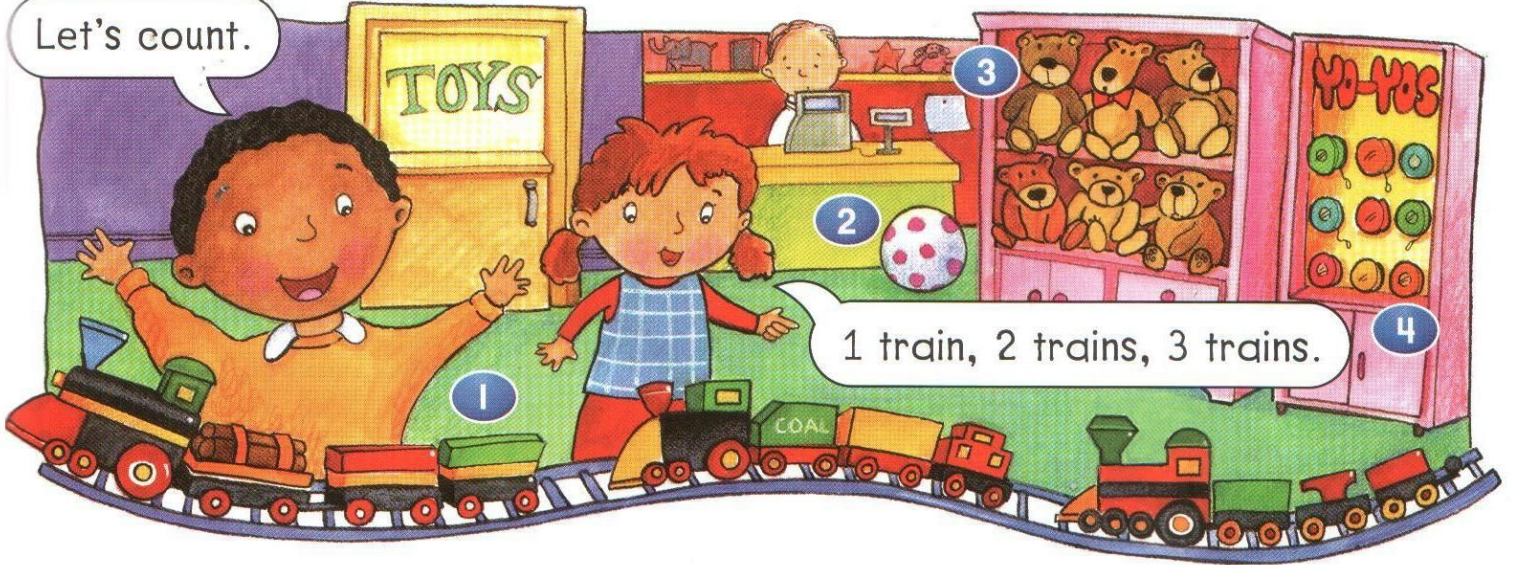 Let's count.
TOYS
3
YO-YOS
2
1 train, 2 trains, 3 trains.
4
1
COAL